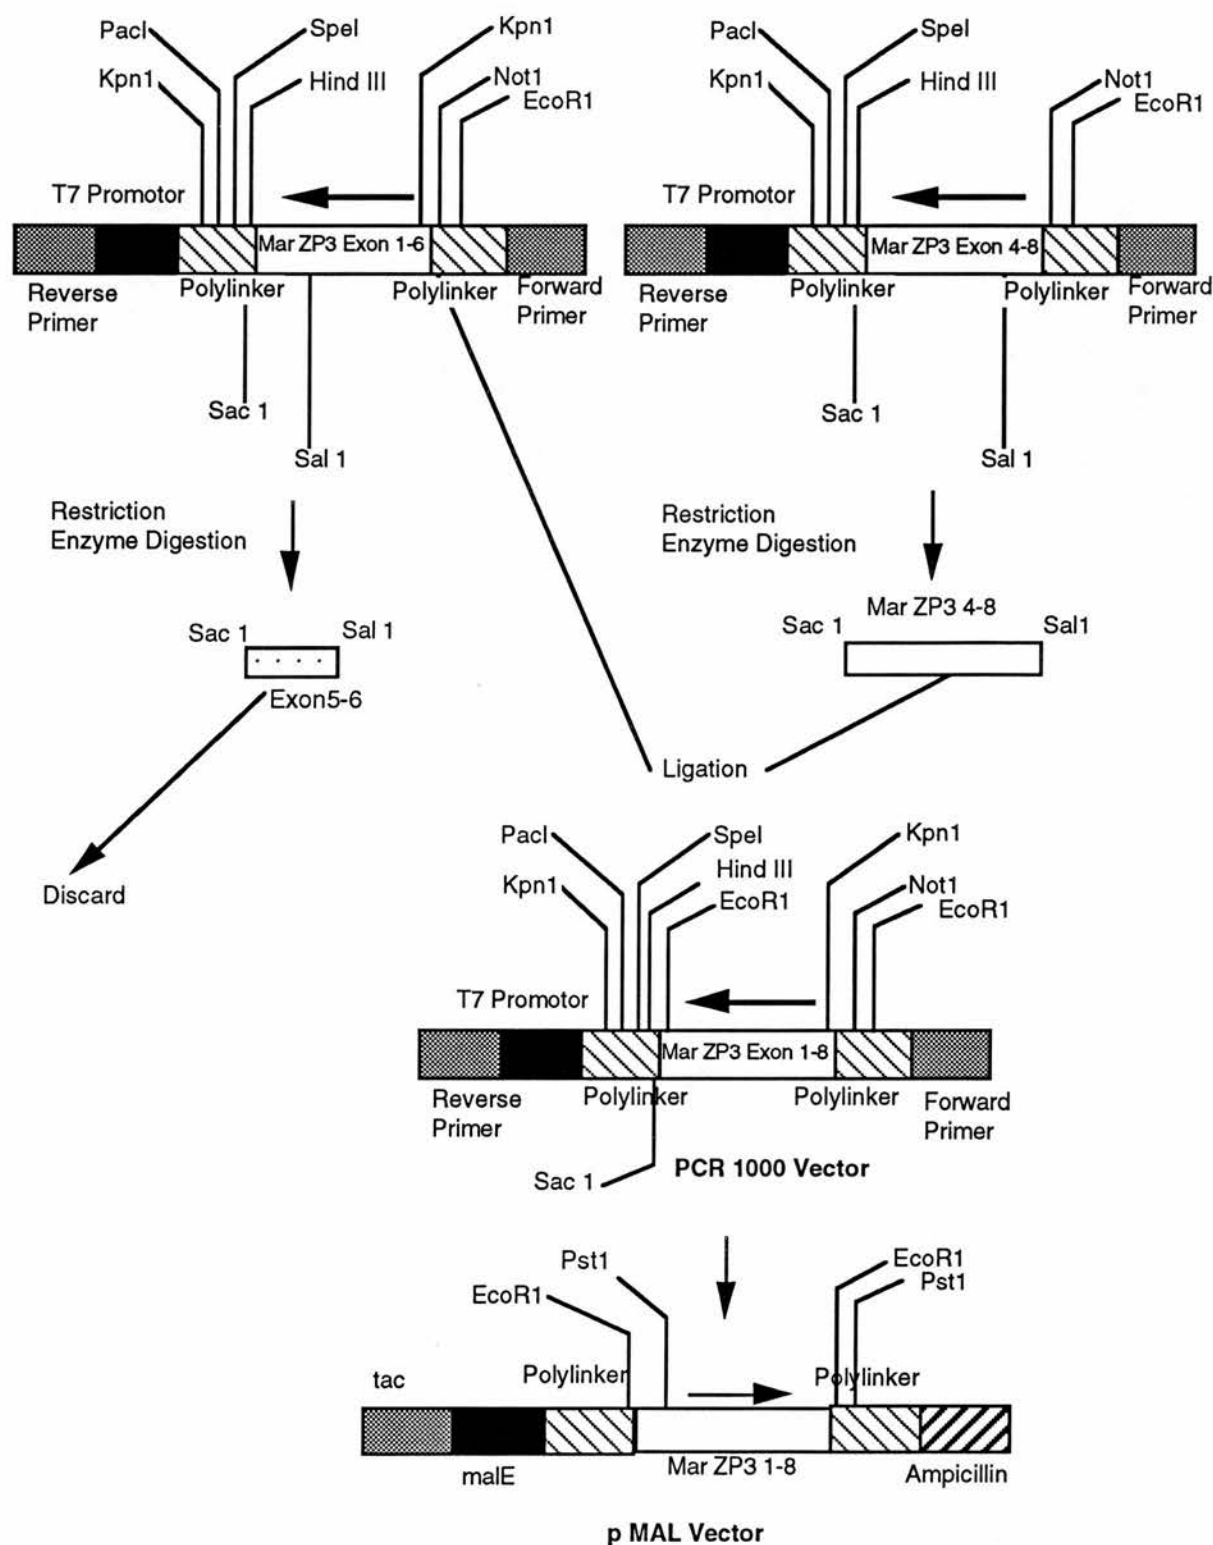 PacI
SpeI
Kpn1
Kpn1
Hind III
Not1
EcoR1
T7 Promotor
Mar ZP3 Exon 1-6
Reverse
Primer
Polylinker
Polylinker
Forward
Primer
Sac 1
Sal 1
Restriction
Enzyme Digestion
Sac 1
Sal 1
Exon5-6
Discard
PacI
SpeI
Kpn1
Hind III
Not1
EcoR1
T7 Promotor
Mar ZP3 Exon 4-8
Reverse
Primer
Polylinker
Polylinker
Forward
Primer
Sac 1
Sal 1
Restriction
Enzyme Digestion
Mar ZP3 4-8
Sac 1
Sal1
Ligation
PacI
SpeI
Kpn1
Kpn1
Hind III
EcoR1
Not1
EcoR1
T7 Promotor
Mar ZP3 Exon 1-8
Reverse
Primer
Polylinker
Polylinker
Forward
Primer
Sac 1
PCR 1000 Vector
Pst1
EcoR1
EcoR1
Pst1
tac
Polylinker
Polylinker
malE
Mar ZP3 1-8
Ampicillin
p MAL Vector